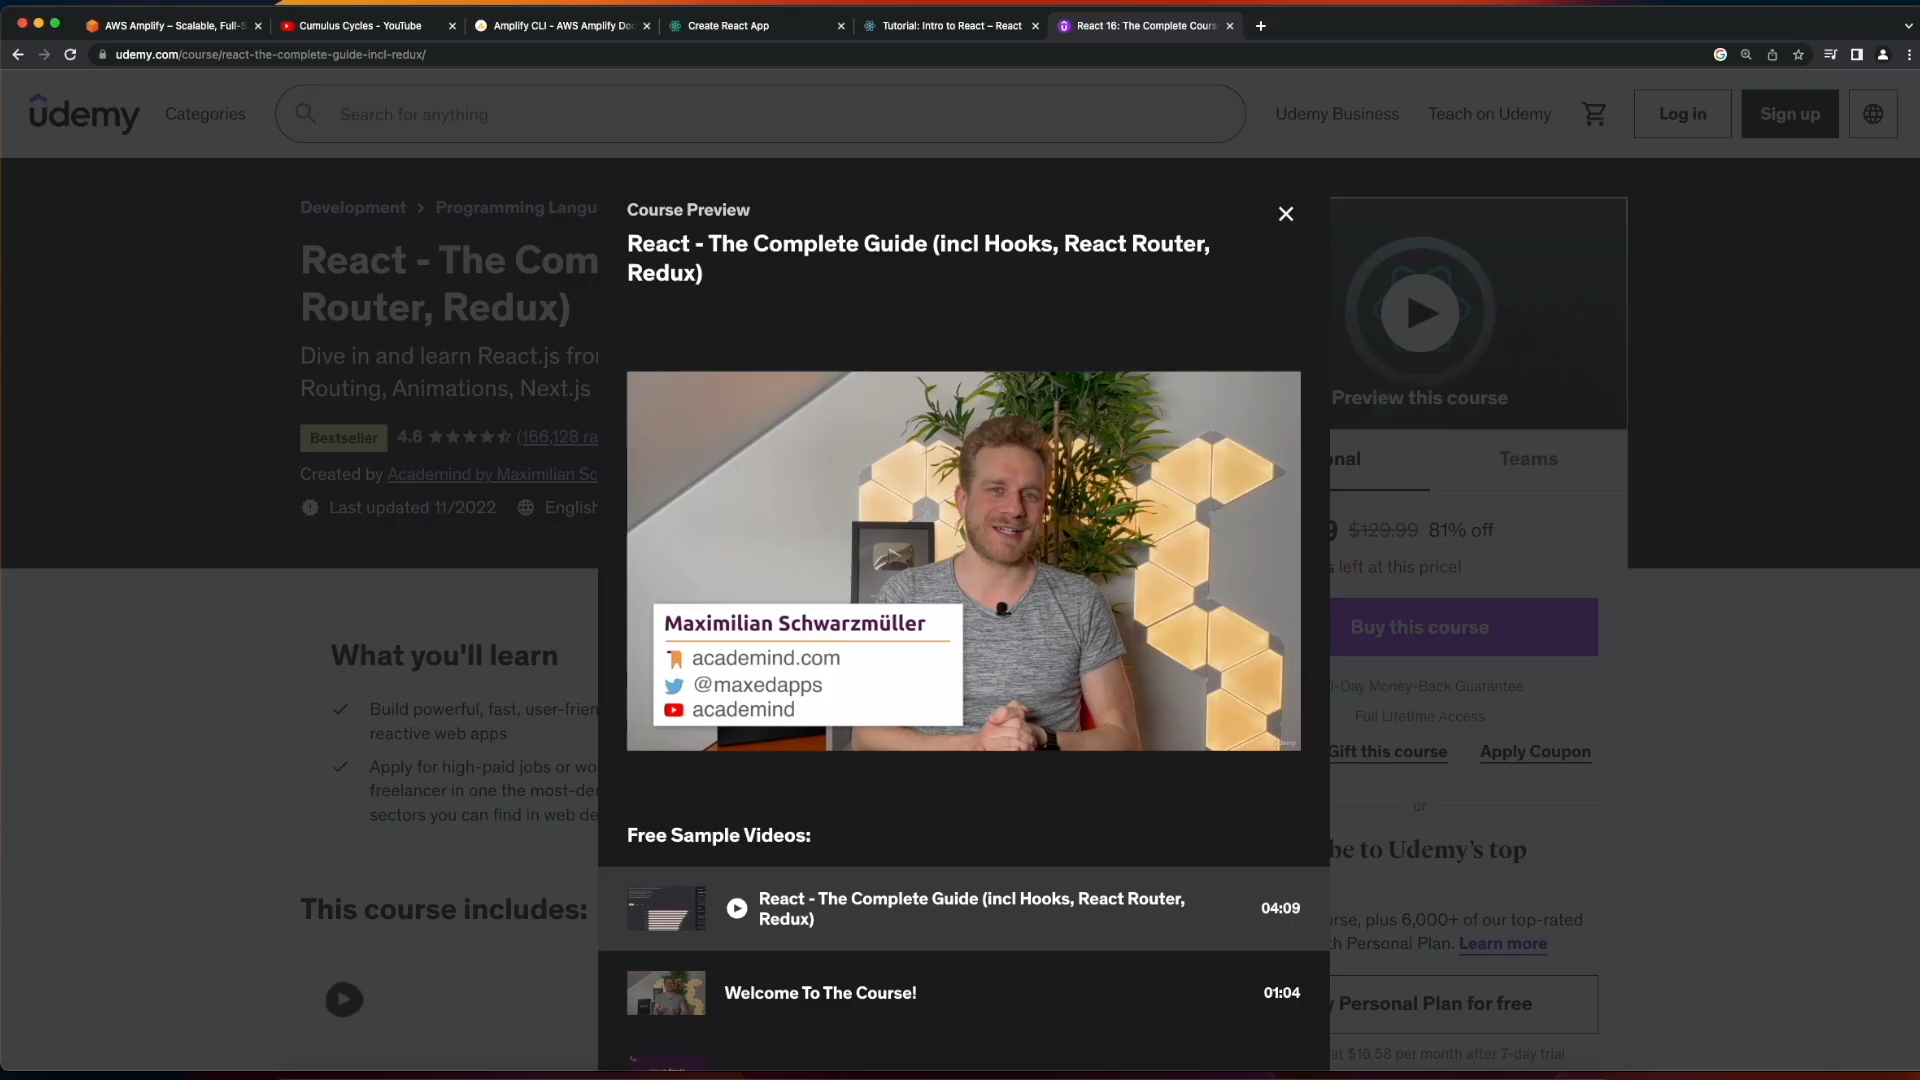 AWS Amplify – Scalable, Full-S
Cumulus Cycles - YouTube
Amplify CLI - AWS Amplify Doc
Create React App
Tutorial: Intro to React – React
React 16: The Complete Course
udemy.com/course/react-the-complete-guide-incl-redux/
ûdemy
Categories
Search for anything
Udemy Business
Teach on Udemy
Log in
Sign up
Development > Programming Langu
React - The Com
Router, Redux)
Dive in and learn React.js fro
Routing, Animations, Next.js
Bestseller 4.6 (166,128 ra
Created by Academind by Maximilian Sc
Last updated 11/2022 English
What you'll learn
Build powerful, fast, user-frien
reactive web apps
Apply for high-paid jobs or wo
freelancer in one the most-de
sectors you can find in web de
This course includes:
Course Preview
React - The Complete Guide (incl Hooks, React Router,
Redux)
Maximilian Schwarzmüller
academind.com
@maxedapps
academind
udemy
Free Sample Videos:
React - The Complete Guide (incl Hooks, React Router,
Redux)
04:09
Welcome To The Course!
01:04
Preview this course
onal
Teams
9 $129.99 81% off
s left at this price!
Buy this course
0-Day Money-Back Guarantee
Full Lifetime Access
Gift this course
Apply Coupon
or
be to Udemy's top
urse, plus 6,000+ of our top-rated
h Personal Plan. Learn more
y Personal Plan for free
at $16.58 per month after 7-day trial